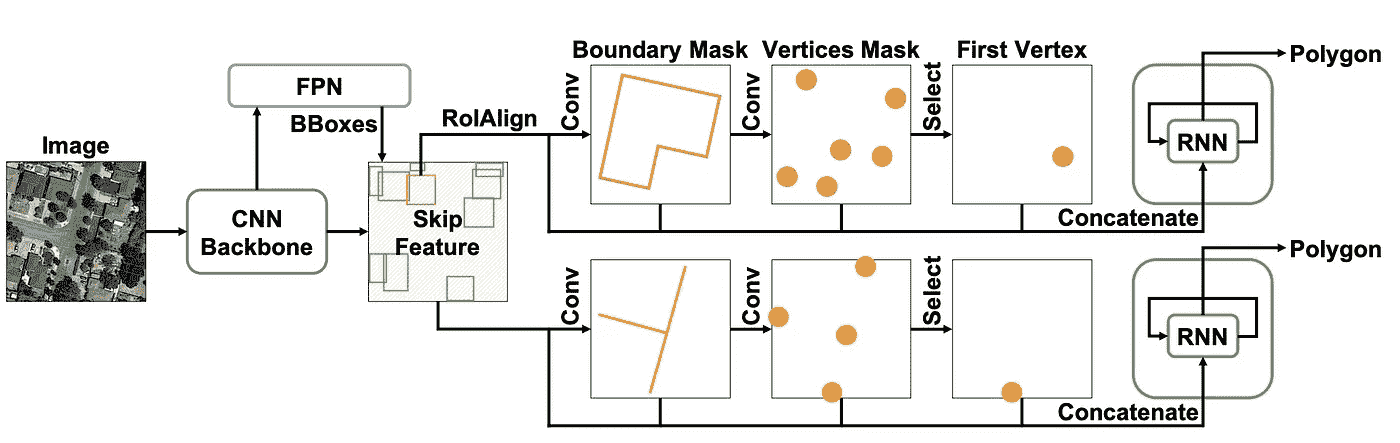 Image
CNN
Backbone
FPN
BBoxes
Skip
Feature
RoIAlign
Conv
Boundary Mask
Conv
Vertices Mask
Select
First Vertex
Concatenate
RNN
Polygon
Conv
Conv
Select
Concatenate
RNN
Polygon